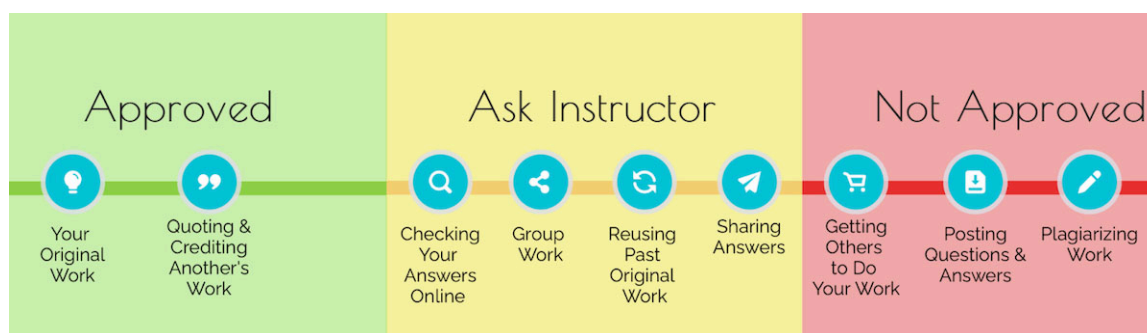 Approved
Ask Instructor
Not Approved
Your
Original
Work
Quoting &
Crediting
Another's
Work
Checking
Your
Answers
Online
Group
Work
Reusing
Past
Original
Work
Sharing
Answers
Getting
Others
to Do
Your Work
Posting
Questions &
Answers
Plagiarizing
Work